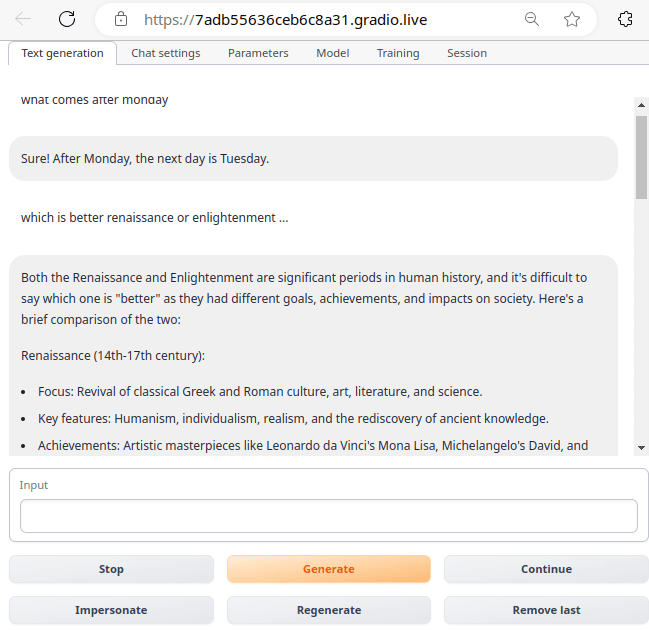 https://7adb55636ceb6c8a31.gradio.live
Text generation Chat settings Parameters Model Training Session
what comes after monday
Sure! After Monday, the next day is Tuesday.
which is better renaissance or enlightenment ...
Both the Renaissance and Enlightenment are significant periods in human history, and it's difficult to
say which one is "better" as they had different goals, achievements, and impacts on society. Here's a
brief comparison of the two:
Renaissance (14th-17th century):
• Focus: Revival of classical Greek and Roman culture, art, literature, and science.
• Key features: Humanism, individualism, realism, and the rediscovery of ancient knowledge.
• Achievements: Artistic masterpieces like Leonardo da Vinci's Mona Lisa, Michelangelo's David, and
Input
Stop Generate Continue
Impersonate Regenerate Remove last